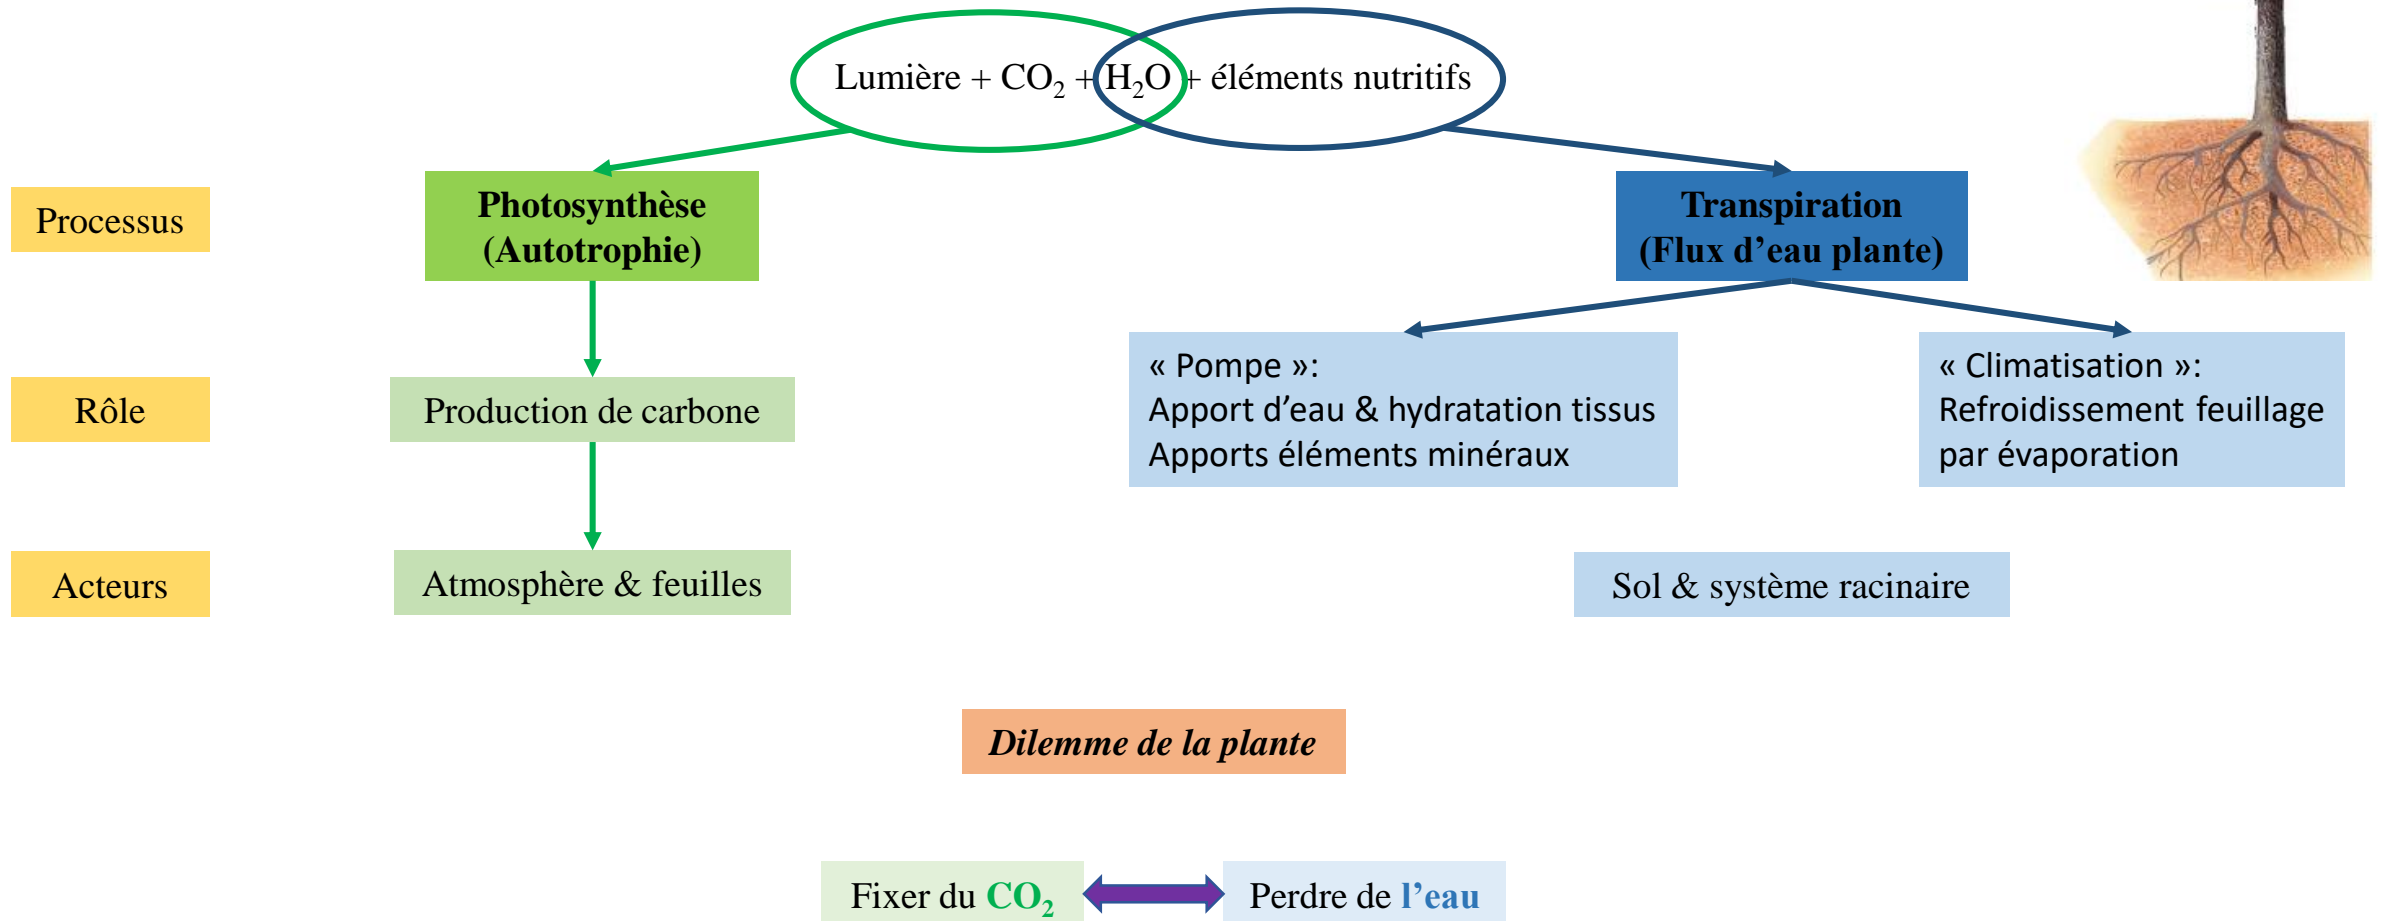 Lumière + CO₂ + H₂O + éléments nutritifs
Processus
Photosynthèse
(Autotrophie)
Transpiration
(Flux d’eau plante)
Rôle
Production de carbone
« Pompe »:
Apport d’eau & hydratation tissus
Apports éléments minéraux
« Climatisation »:
Refroidissement feuillage
par évaporation
Acteurs
Atmosphère & feuilles
Sol & système racinaire
Dilemme de la plante
Fixer du CO₂
Perdre de l’eau